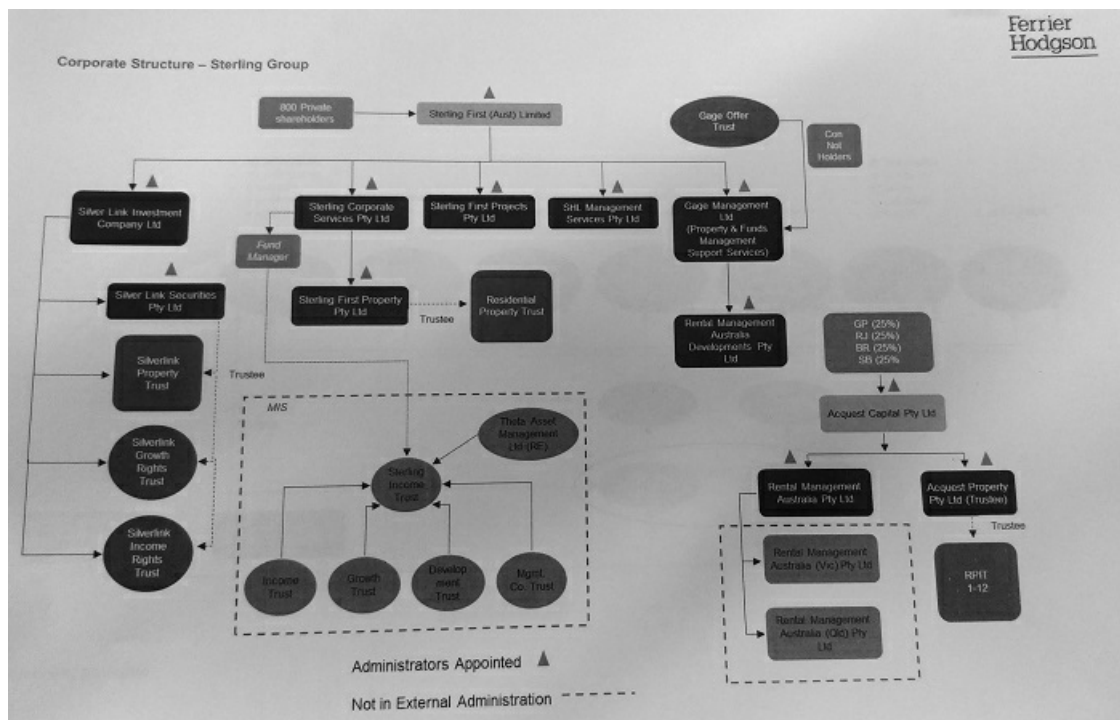 Ferrier
Hodgson
Corporate Structure – Sterling Group
800 Private
shareholders
Sterling First (Aust) Limited
Gage Offer
Trust
Con
Not
Holders
Silver Link Investment
Company Ltd
Sterling Corporate
Services Pty Ltd
Sterling First Projects
Pty Ltd
SHL Management
Services Pty Ltd
Gage Management
Ltd
(Property & Funds
Management
Support Services)
Fund
Manager
Silver Link Securities
Pty Ltd
Sterling First Property
Pty Ltd
Trustee
Residential
Property Trust
Rental Management
Australia
Developments Pty
Ltd
GP (25%)
RJ (25%)
BR (25%)
SB (25%
Silverlink
Property
Trust
Trustee
Acquest Capital Pty Ltd
MIS
Theta Asset
Management
Ltd (RE)
Silverlink
Growth
Rights
Trust
Sterling
Income
Trust
Rental Management
Australia Pty Ltd
Acquest Property
Pty Ltd (Trustee)
Trustee
Silverlink
Income
Rights
Trust
Income
Trust
Growth
Trust
Develop
ment
Trust
Mgmt.
Co. Trust
Rental Management
Australia (Vic) Pty Ltd
RPIT
1-12
Rental Management
Australia (Qld) Pty
Ltd
Administrators Appointed
Not in External Administration